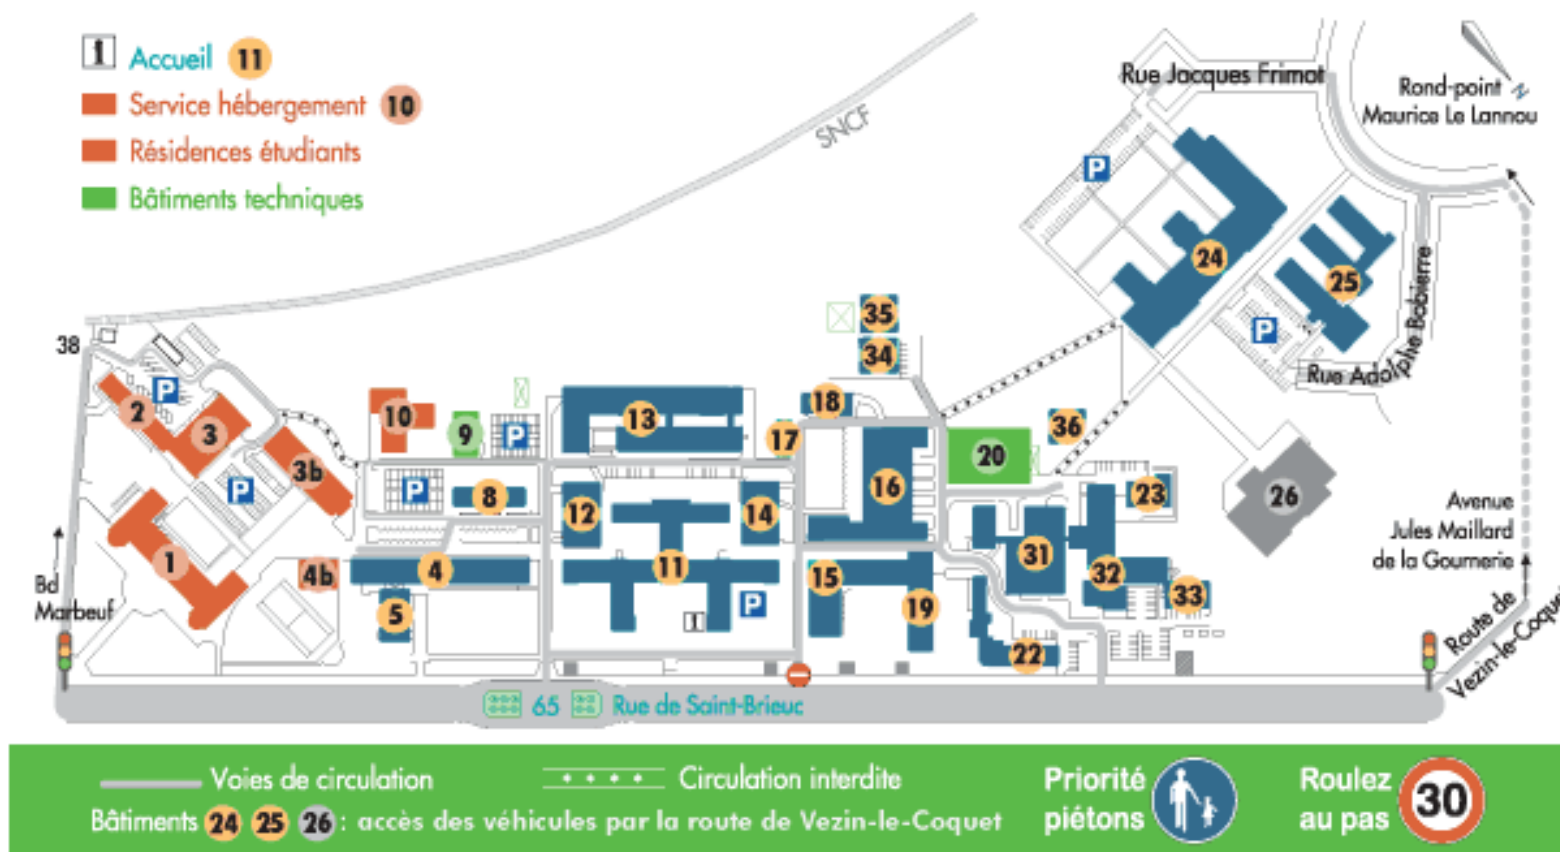 i Accueil 11
Service hébergement 10
Résidences étudiants
Bâtiments techniques
SNCF
Rue Jacques Frimot
Rond-point
Maurice Le Lannou
N
P
24
25
P
Rue Adolphe Bobierre
35
34
38
P
2
3
3b
P
1
10
9
P
P
8
13
18
17
16
20
36
26
12
14
23
4b
4
5
11
i
P
15
19
31
32
33
22
Avenue
Jules Maillard
de la Gournerie
Route de
Vezin-le-Coquet
Bd
Marbeuf
65 Rue de Saint-Brieuc
Voies de circulation
Circulation interdite
Bâtiments 24 25 26 : accès des véhicules par la route de Vezin-le-Coquet
Priorité
piétons
Roulez
au pas
30